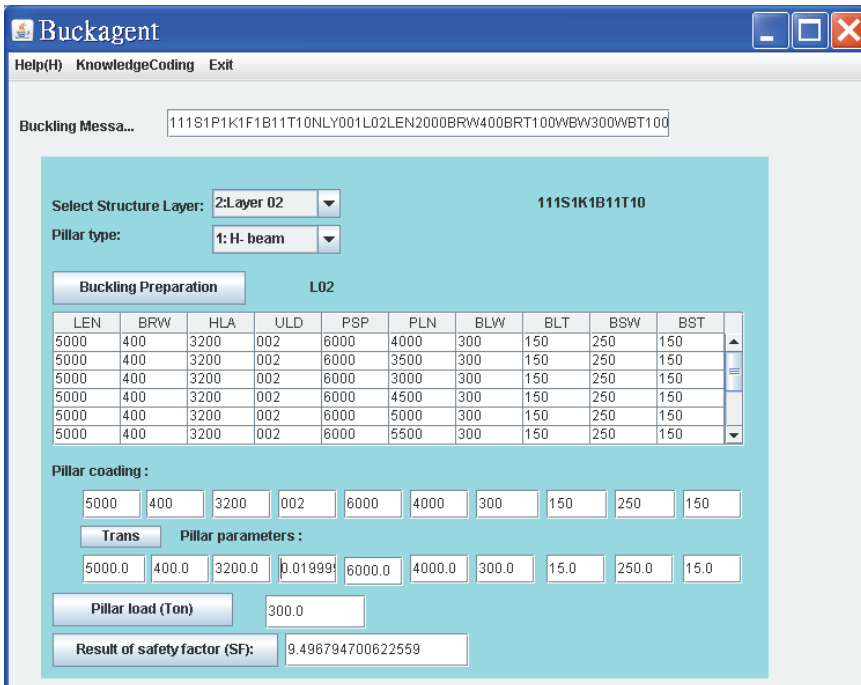 Buckagent
Help(H) KnowledgeCoding Exit
Buckling Messa... 111S1P1K1F1B11T10NLY001L02LEN2000BRW400BRT100WBW300WBT100
Select Structure Layer: 2:Layer 02 111S1K1B11T10
Pillar type: 1: H- beam
Buckling Preparation L02
LEN BRW HLA ULD PSP PLN BLW BLT BSW BST
5000 400 3200 002 6000 4000 300 150 250 150
5000 400 3200 002 6000 3500 300 150 250 150
5000 400 3200 002 6000 3000 300 150 250 150
5000 400 3200 002 6000 4500 300 150 250 150
5000 400 3200 002 6000 5000 300 150 250 150
5000 400 3200 002 6000 5500 300 150 250 150
Pillar coading :
5000 400 3200 002 6000 4000 300 150 250 150
Trans Pillar parameters :
5000.0 400.0 3200.0 0.01999 6000.0 4000.0 300.0 15.0 250.0 15.0
Pillar load (Ton) 300.0
Result of safety factor (SF): 9.496794700622559